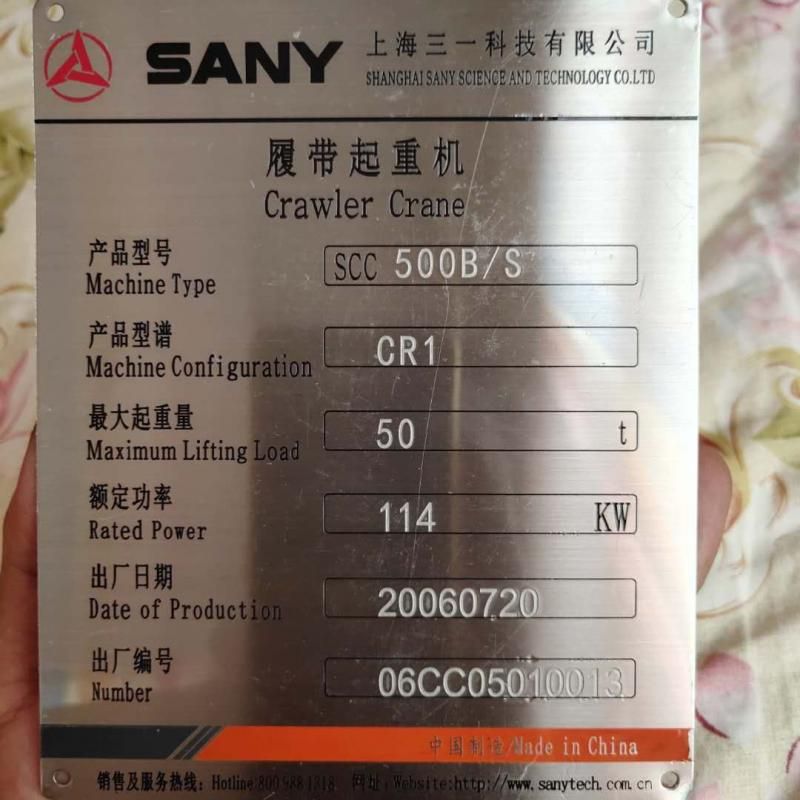 SANY 上海三一科技有限公司
SHANGHAI SANY SCIENCE AND TECHNOLOGY CO.LTD
履带起重机
Crawler Crane
产品型号
Machine Type SCC 500B/S
产品型谱
Machine Configuration CR1
最大起重量
Maximum Lifting Load 50 t
额定功率
Rated Power 114 KW
出厂日期
Date of Production 20060720
出厂编号
Number 06CC05010013
中国制造/Made in China
销售及服务热线: Hotline:800 988 1318 网址: Website:http://www.sanytech.com.cn